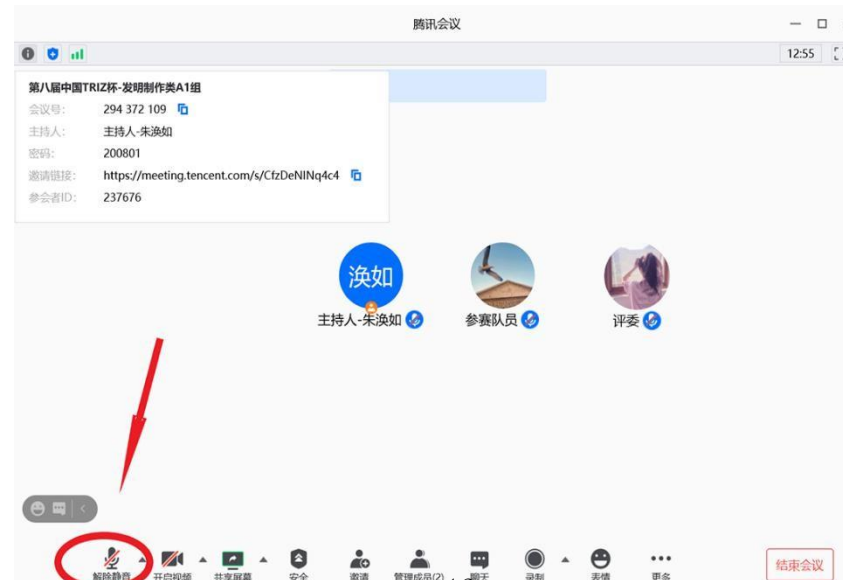 腾讯会议
12:55
第八届中国TRIZ杯-发明制作类A1组
会议号: 294 372 109
主持人: 主持人-朱涣如
密码: 200801
邀请链接: https://meeting.tencent.com/s/CfzDeNlNq4c4
参会者ID: 237676
涣如
主持人-朱涣如
参赛队员
评委
解除静音
开启视频
共享屏幕
安全
邀请
管理成员(2)
聊天
录制
表情
更多
结束会议